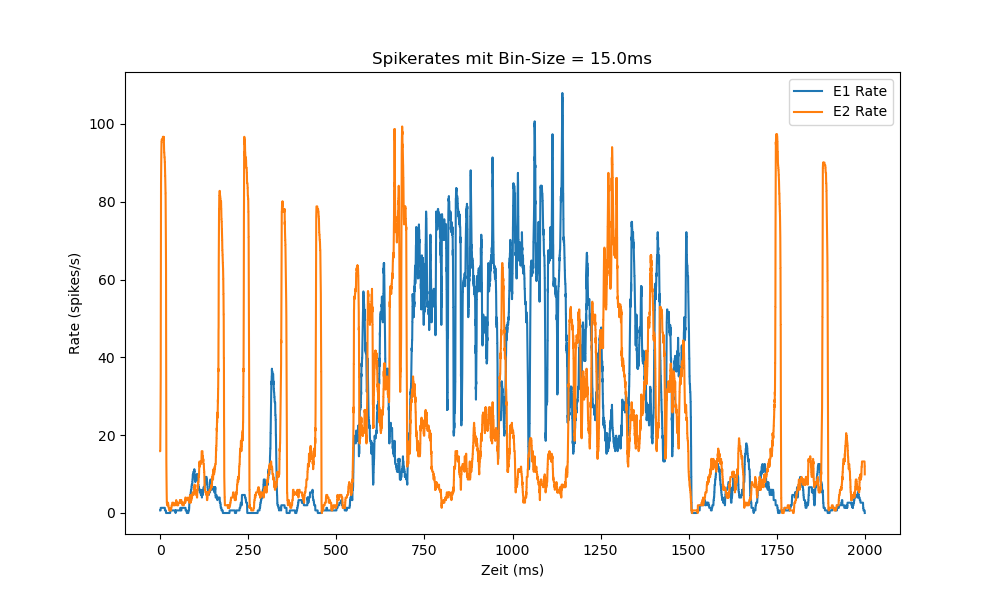 Spikerates mit Bin-Size = 15.0ms
E1 Rate
E2 Rate
Rate (spikes/s)
100
80
60
40
20
0
0 250 500 750 1000 1250 1500 1750 2000
Zeit (ms)